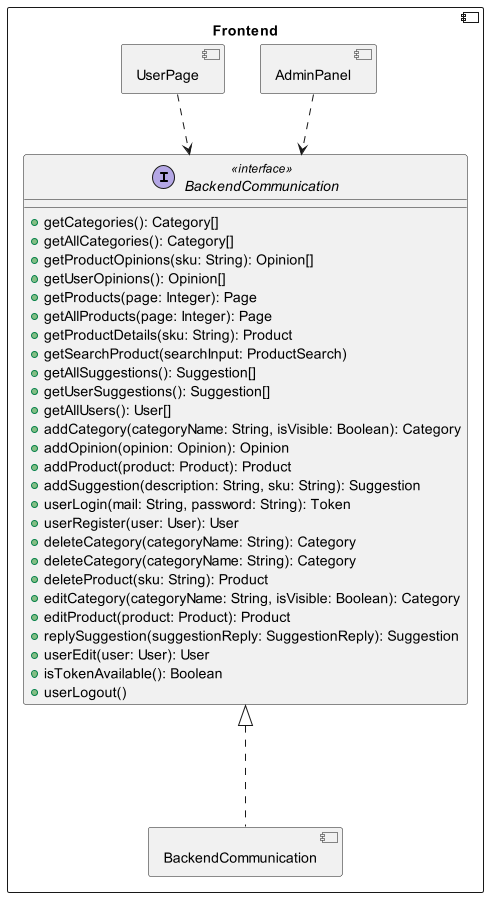 Frontend
UserPage
AdminPanel
«interface»
I
BackendCommunication
getCategories(): Category[]
getAllCategories(): Category[]
getProductOpinions(sku: String): Opinion[]
getUserOpinions(): Opinion[]
getProducts(page: Integer): Page
getAllProducts(page: Integer): Page
getProductDetails(sku: String): Product
getSearchProduct(searchInput: ProductSearch)
getAllSuggestions(): Suggestion[]
getUserSuggestions(): Suggestion[]
getAllUsers(): User[]
addCategory(categoryName: String, isVisible: Boolean): Category
addOpinion(opinion: Opinion): Opinion
addProduct(product: Product): Product
addSuggestion(description: String, sku: String): Suggestion
userLogin(mail: String, password: String): Token
userRegister(user: User): User
deleteCategory(categoryName: String): Category
deleteCategory(categoryName: String): Category
deleteProduct(sku: String): Product
editCategory(categoryName: String, isVisible: Boolean): Category
editProduct(product: Product): Product
replySuggestion(suggestionReply: SuggestionReply): Suggestion
userEdit(user: User): User
isTokenAvailable(): Boolean
userLogout()
BackendCommunication